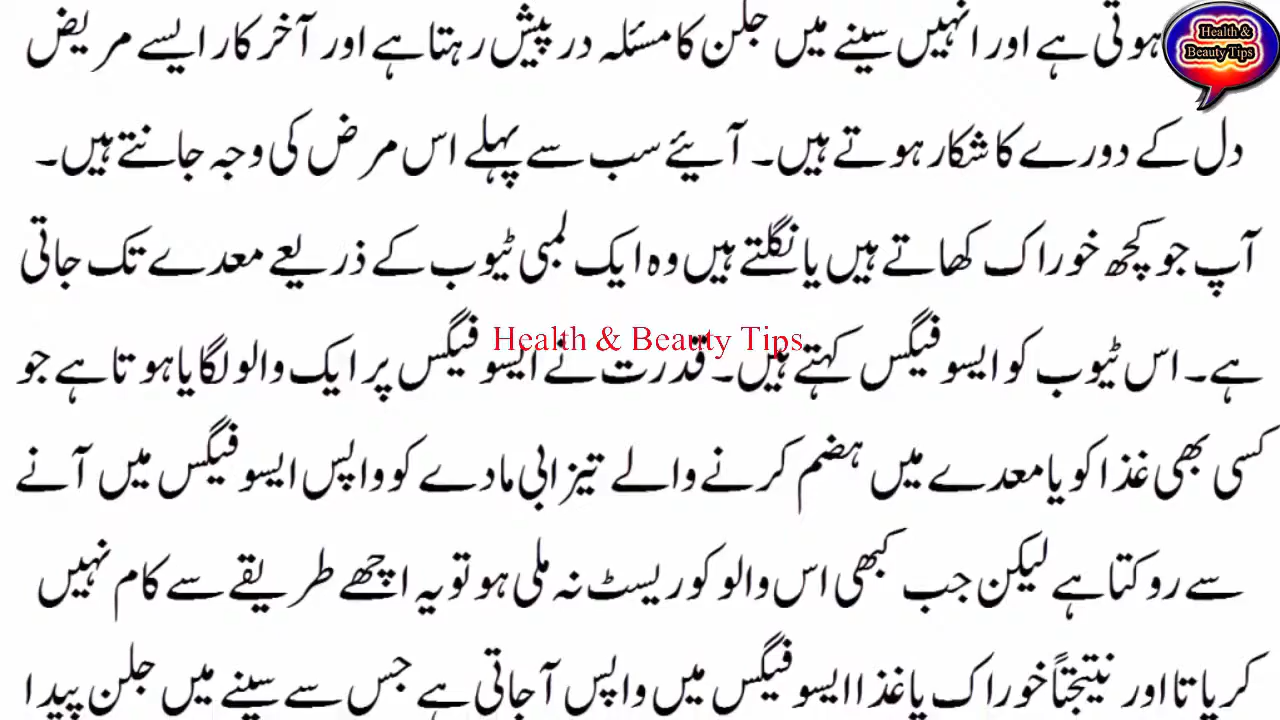 ہوتی ہے اور انہیں سینے میں جلن کا مسئلہ درپیش رہتا ہے اور آخر کار ایسے مریض
Health &
Beauty Tips
دل کے دورے کا شکار ہوتے ہیں۔ آیئے سب سے پہلے اس مرض کی وجہ جانتے ہیں۔
آپ جو کچھ خوراک کھاتے ہیں یا نگلتے ہیں وہ ایک لمبی ٹیوب کے ذریعے معدے تک جاتی
Health & Beauty Tips
ہے۔ اس ٹیوب کو ایسو فیگس کہتے ہیں۔ قدرت نے ایسو فیگس پر ایک والو لگایا ہوتا ہے جو
کسی بھی غذا کو یا معدے میں ہضم کرنے والے تیزابی مادے کو واپس ایسو فیگس میں آنے
سے روکتا ہے لیکن جب کبھی اس والو کو ریسٹ نہ ملی ہو تو یہ اچھے طریقے سے کام نہیں
کر پاتا اور نتیجتاً خوراک یا غذا ایسو فیگس میں واپس آ جاتی ہے جس سے سینے میں جلن پیدا